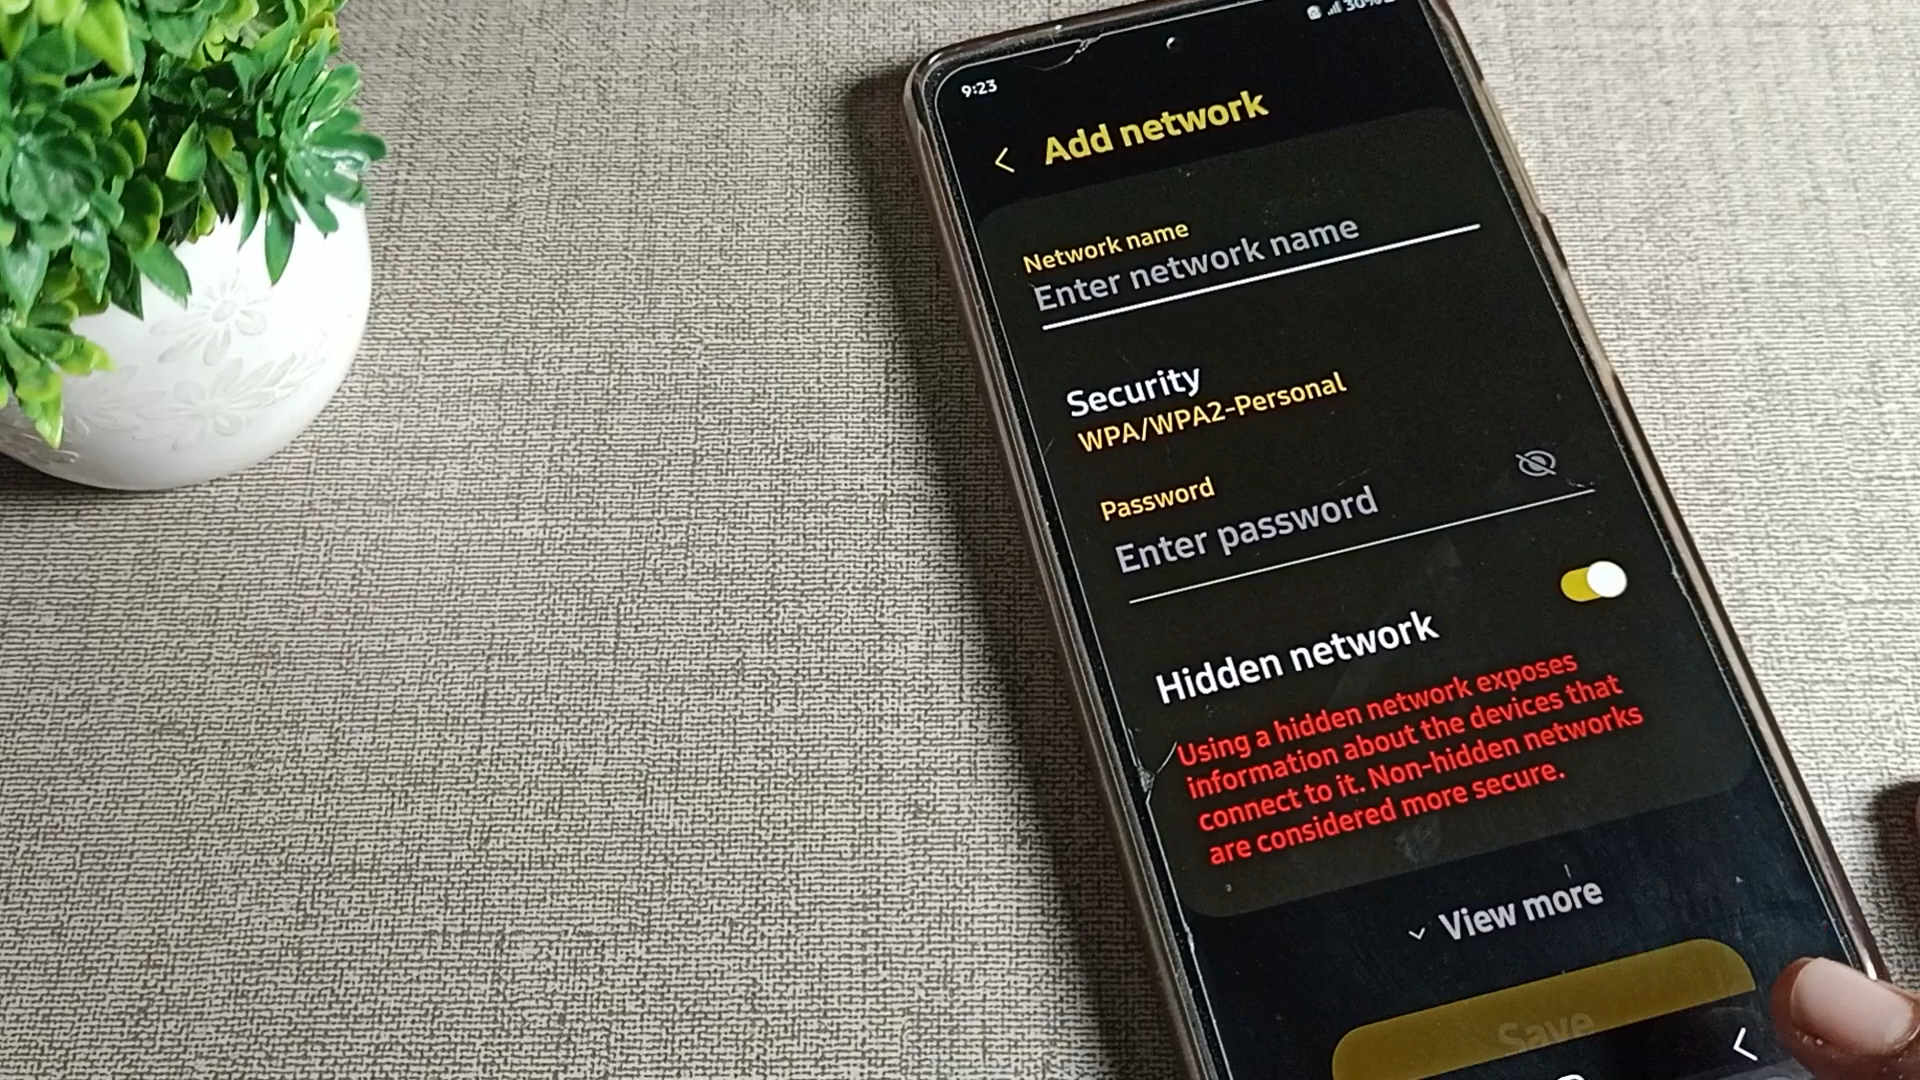 9:23
30%
Add network
Network name
Enter network name
Security
WPA/WPA2-Personal
Password
Enter password
Hidden network
Using a hidden network exposes
information about the devices that
connect to it. Non-hidden networks
are considered more secure.
View more
Save